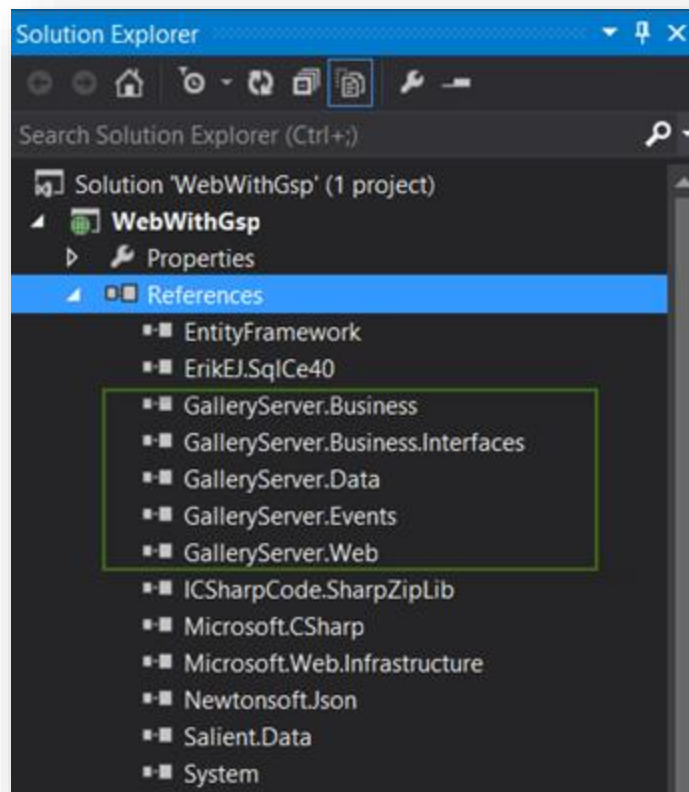 Solution Explorer
Search Solution Explorer (Ctrl+;)
Solution 'WebWithGsp' (1 project)
WebWithGsp
Properties
References
EntityFramework
ErikEJ.SqlCe40
GalleryServer.Business
GalleryServer.Business.Interfaces
GalleryServer.Data
GalleryServer.Events
GalleryServer.Web
ICSharpCode.SharpZipLib
Microsoft.CSharp
Microsoft.Web.Infrastructure
Newtonsoft.Json
Salient.Data
System